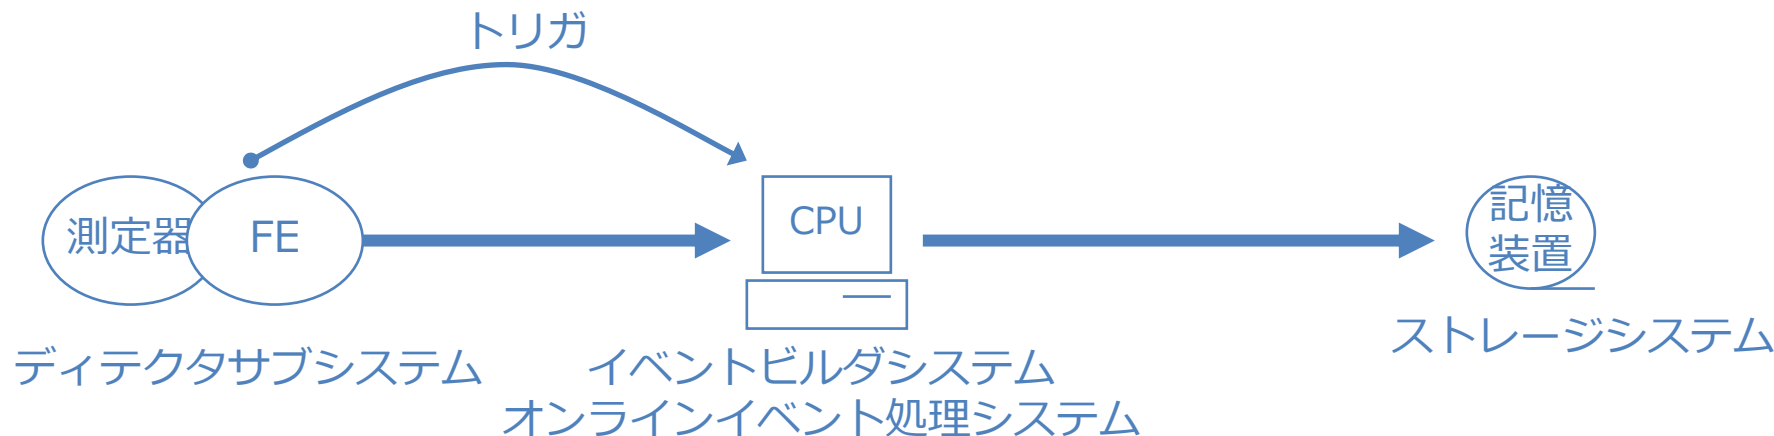 トリガ
測定器
FE
CPU
記憶
装置
ディテクタサブシステム
イベントビルダシステム
オンラインイベント処理システム
ストレージシステム